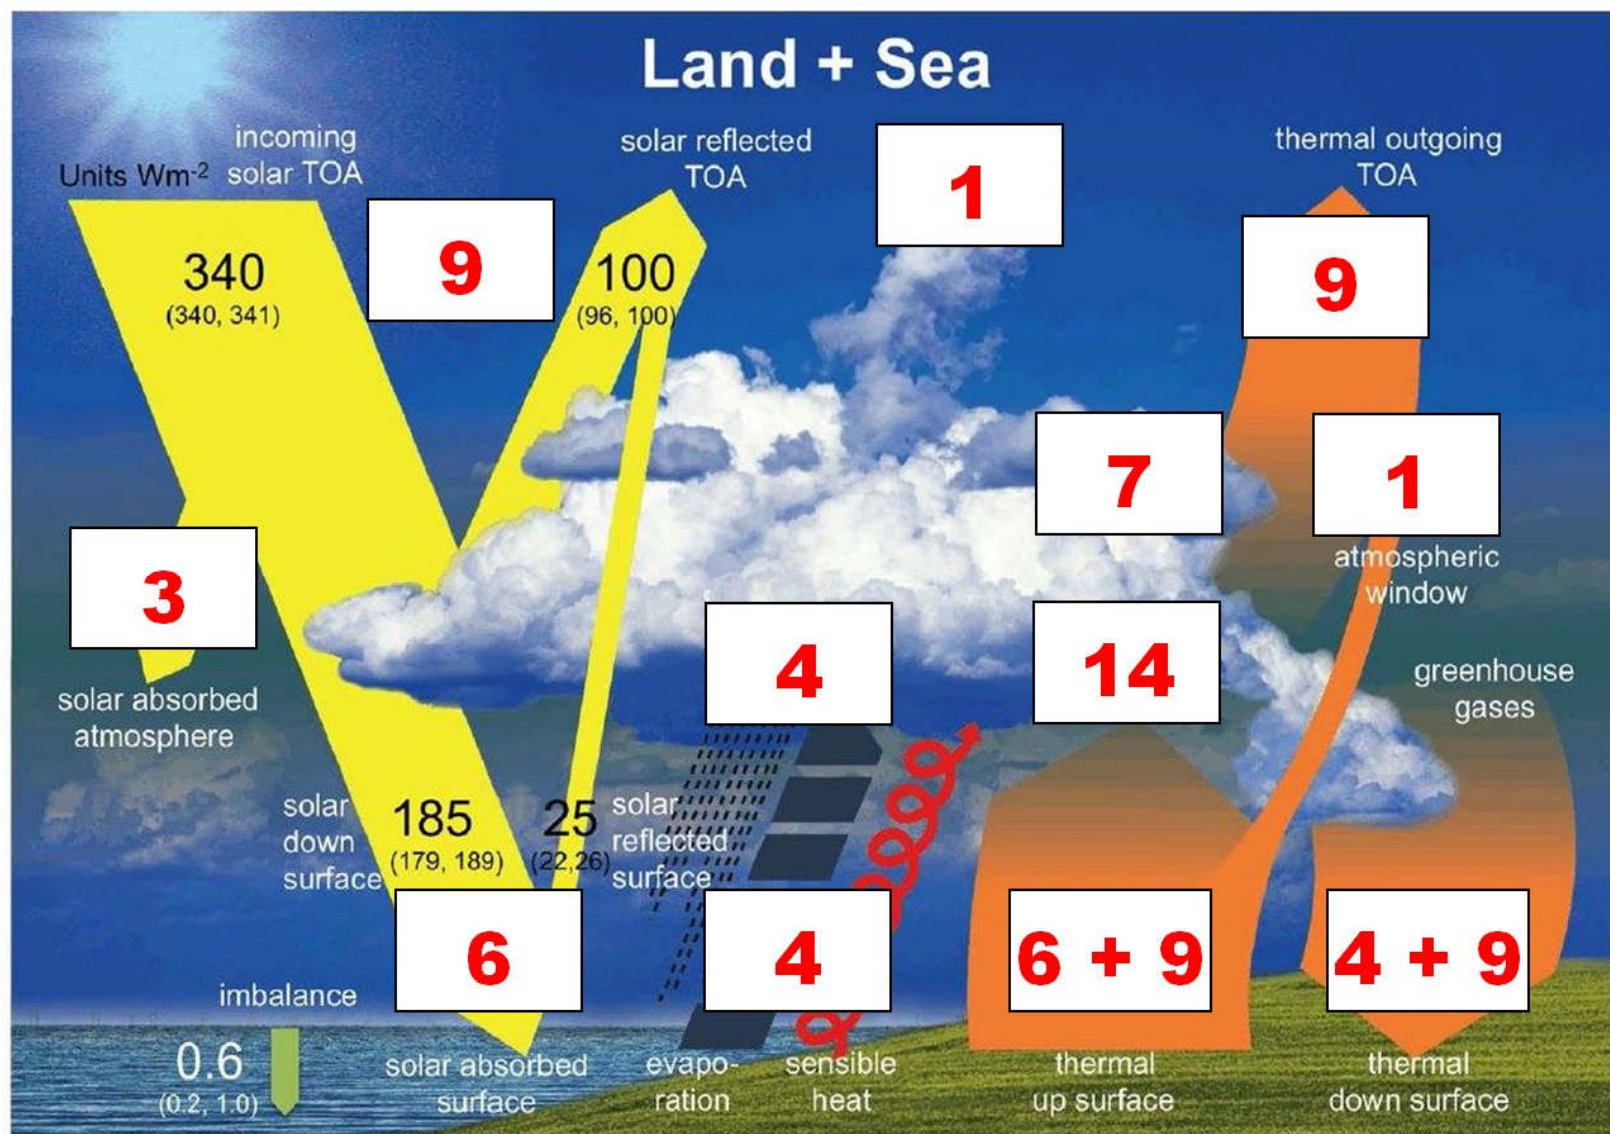 Land + Sea
incoming
solar TOA
Units Wm-2
solar reflected
TOA
1
thermal outgoing
TOA
340
(340, 341)
9
100
(96, 100)
9
7
1
atmospheric
window
3
solar absorbed
atmosphere
4
14
greenhouse
gases
solar
down
surface
185
(179, 189)
25
(22,26)
solar
reflected
surface
6
4
6 + 9
4 + 9
imbalance
0.6
(0.2, 1.0)
solar absorbed
surface
evapo-
ration
sensible
heat
thermal
up surface
thermal
down surface